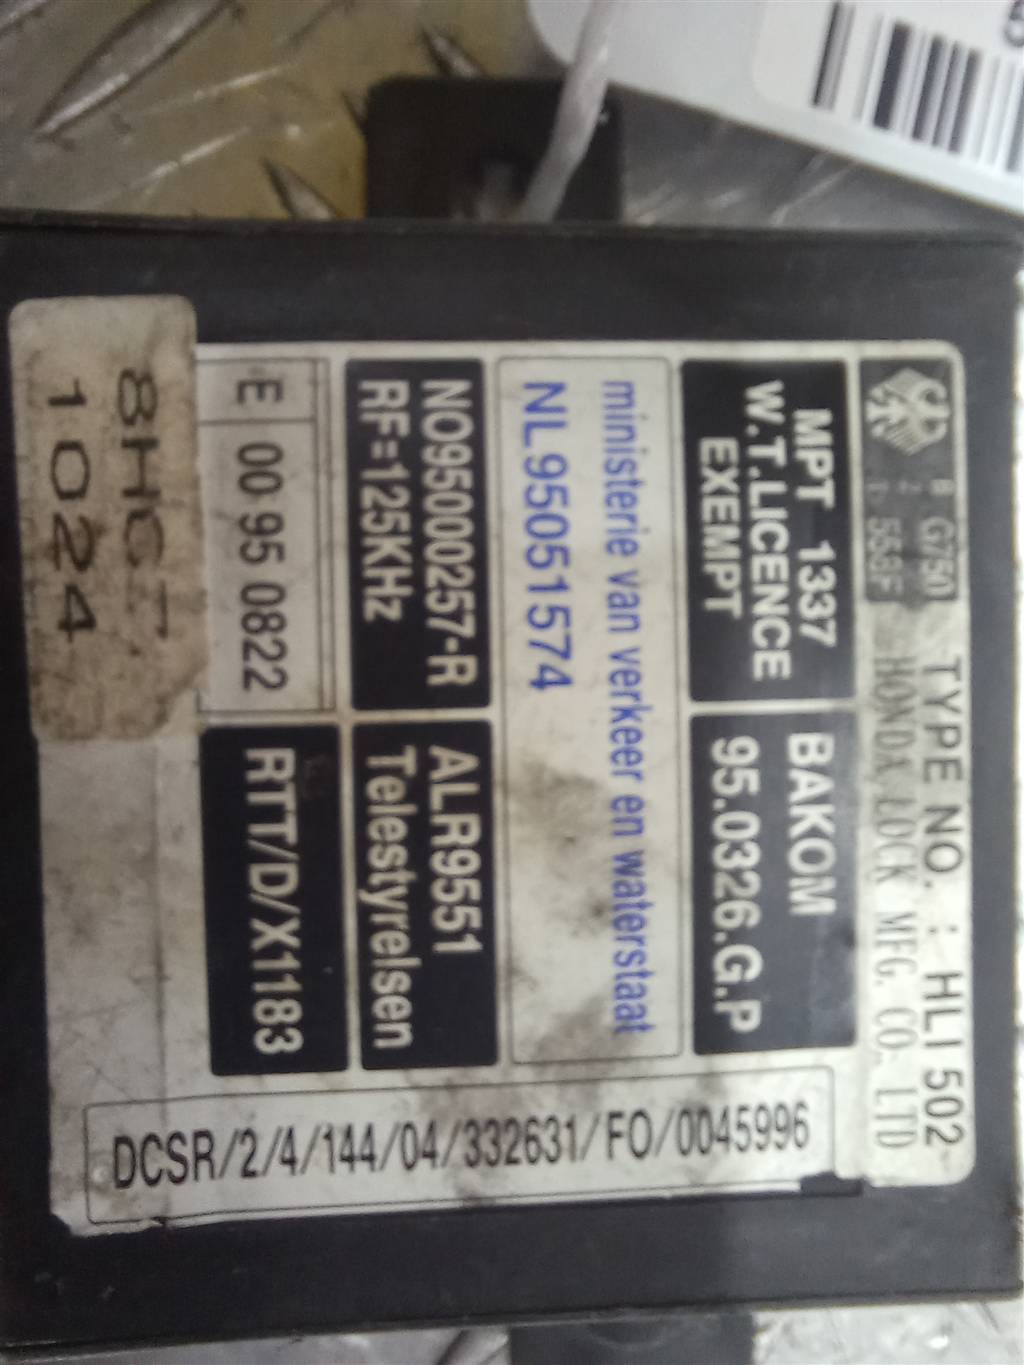 TYPE NO. : HLI 502
HONDA LOCK MFG. CO., LTD
G750
MPT 1337
W.T.LICENCE
EXEMPT
BAKOM
95.0326.G.P
ministerie van verkeer en waterstaat
NL95051574
NO95000257-R
RF=125KHz
ALR9551
Telestyrelsen
E 00 95 0822
RTT/D/X1183
DCSR/2/4/144/04/332631/FO/0045996
1024